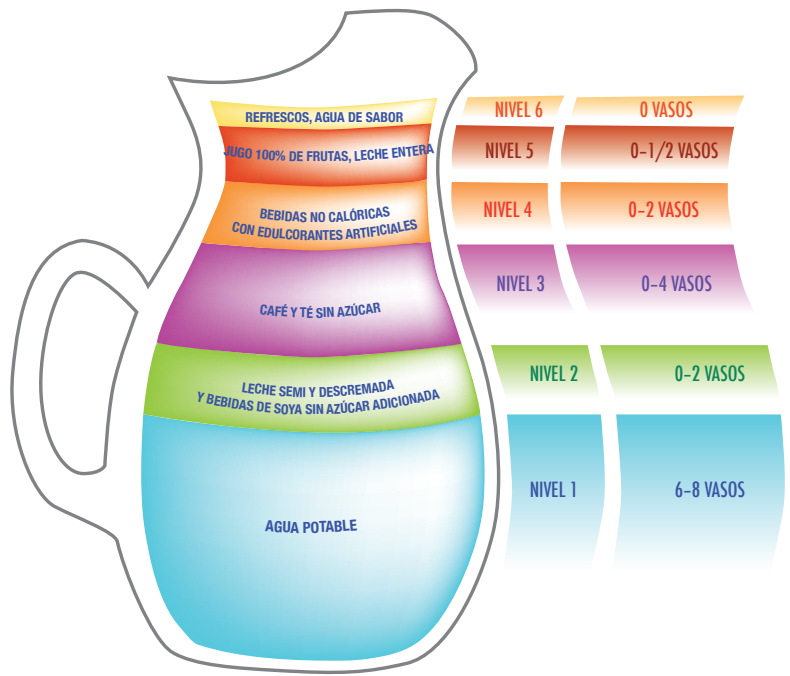 REFRESCOS, AGUA DE SABOR
NIVEL 6
0 VASOS
JUGO 100% DE FRUTAS, LECHE ENTERA
NIVEL 5
0-1/2 VASOS
BEBIDAS NO CALÓRICAS
CON EDULCORANTES ARTIFICIALES
NIVEL 4
0-2 VASOS
CAFÉ Y TÉ SIN AZÚCAR
NIVEL 3
0-4 VASOS
LECHE SEMI Y DESCREMADA
Y BEBIDAS DE SOYA SIN AZÚCAR ADICIONADA
NIVEL 2
0-2 VASOS
AGUA POTABLE
NIVEL 1
6-8 VASOS